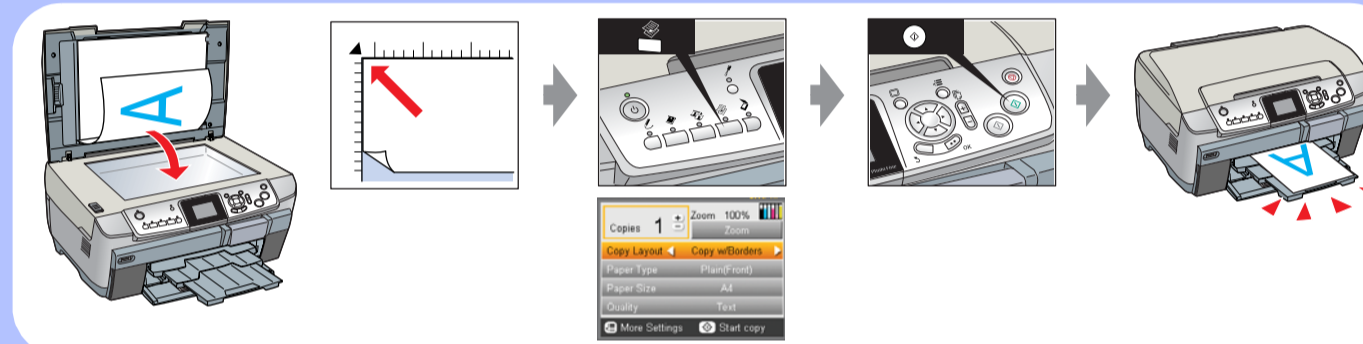 A
OK
Copies 1 + - Zoom 100%
Zoom
Copy Layout Copy w/Borders
Paper Type Plain(Front)
Paper Size A4
Quality Text
More Settings Start copy
A